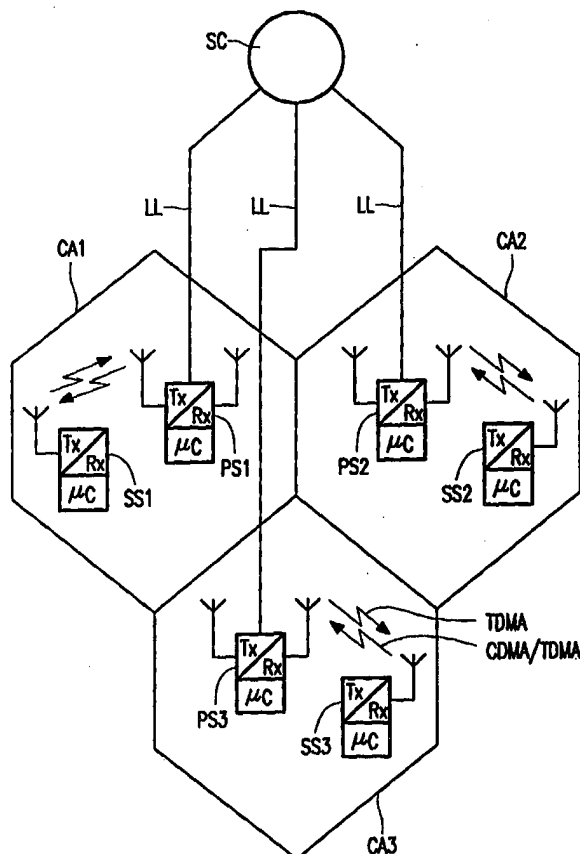 SC
LL LL LL
CA1
CA2
Tx
Rx
μC
PS1
Tx
Rx
μC
SS1
Tx
Rx
μC
PS2
Tx
Rx
μC
SS2
TDMA
CDMA/TDMA
Tx
Rx
μC
PS3
Tx
Rx
μC
SS3
CA3